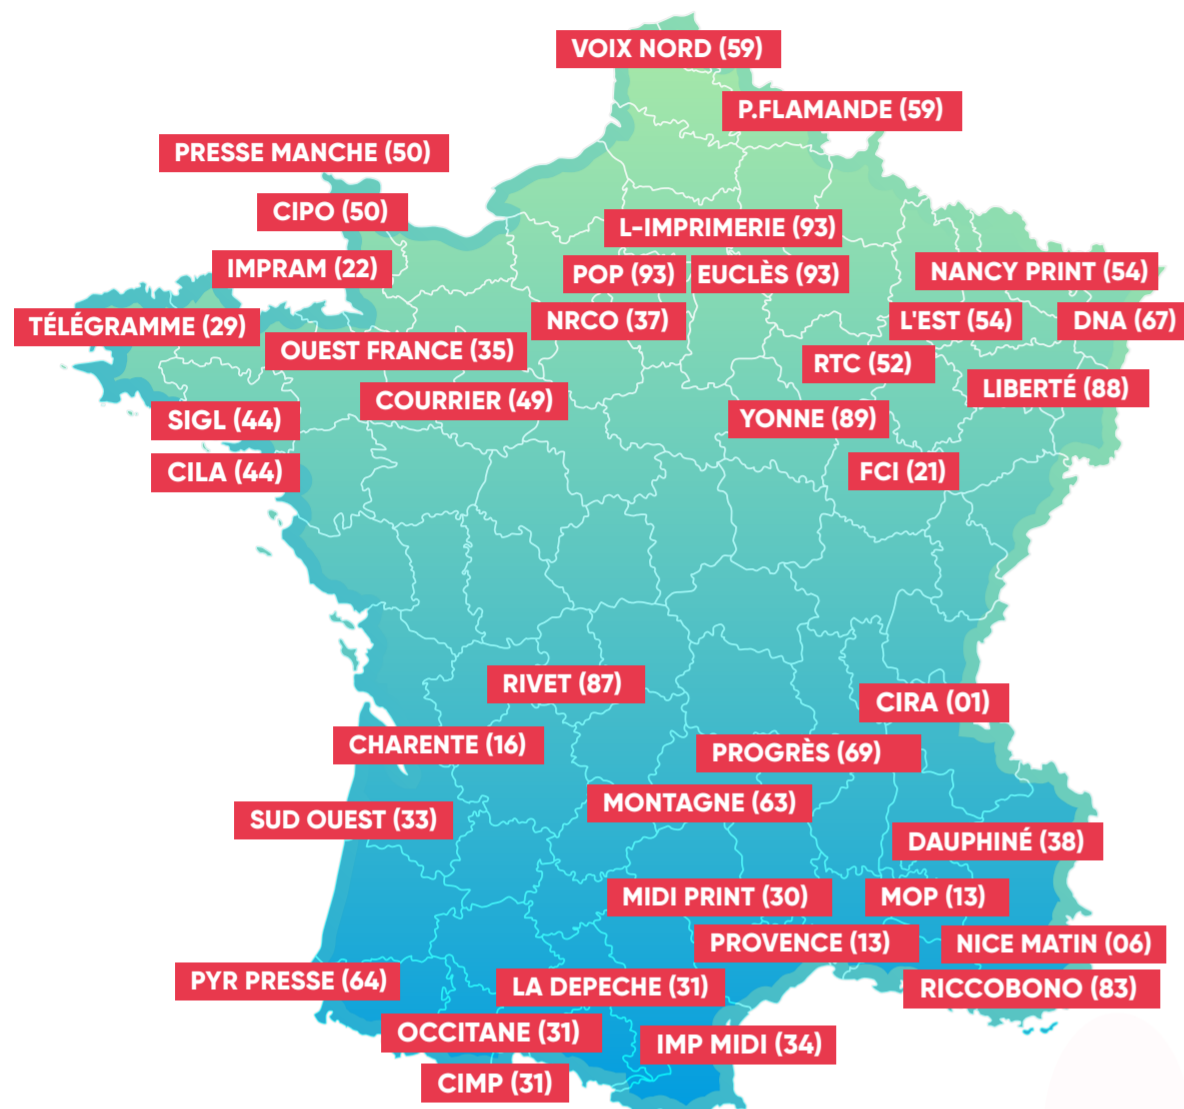 VOIX NORD (59)
P.FLAMANDE (59)
PRESSE MANCHE (50)
CIPO (50)
L-IMPRIMERIE (93)
IMPRAM (22)
POP (93)
EUCLÈS (93)
NANCY PRINT (54)
TÉLÉGRAMME (29)
NRCO (37)
L'EST (54)
DNA (67)
OUEST FRANCE (35)
RTC (52)
LIBERTÉ (88)
COURRIER (49)
SIGL (44)
YONNE (89)
CILA (44)
FCI (21)
RIVET (87)
CIRA (01)
CHARENTE (16)
PROGRÈS (69)
MONTAGNE (63)
SUD OUEST (33)
DAUPHINÉ (38)
MIDI PRINT (30)
MOP (13)
PROVENCE (13)
NICE MATIN (06)
PYR PRESSE (64)
LA DEPECHE (31)
RICCOBONO (83)
OCCITANE (31)
IMP MIDI (34)
CIMP (31)